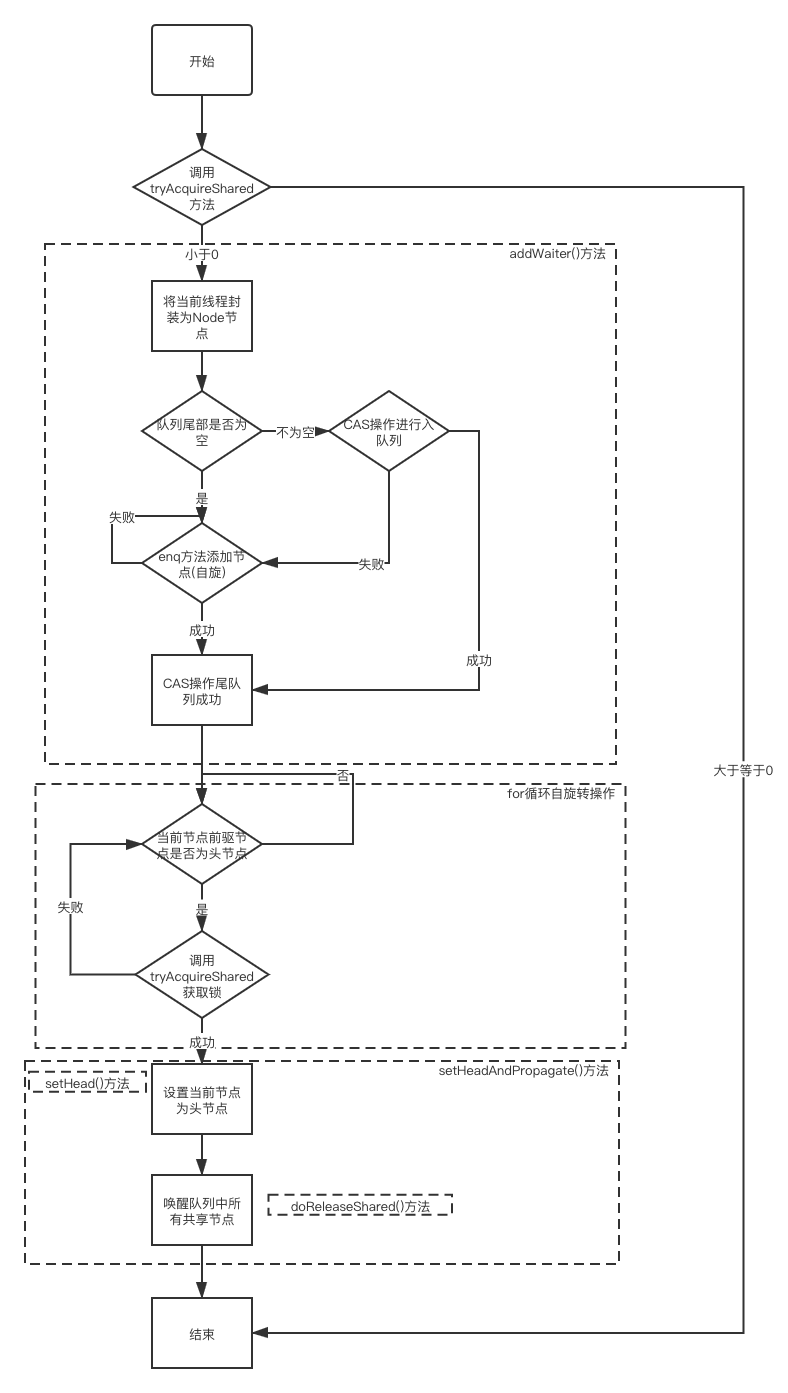 开始
调用
tryAcquireShared
方法
小于0
addWaiter()方法
将当前线程封
装为Node节
点
队列尾部是否为
空
不为空
CAS操作进行入
队列
是
失败
enq方法添加节
点(自旋)
失败
成功
成功
CAS操作尾队
列成功
大于等于0
否
for循环自旋转操作
当前节点前驱节
点是否为头节点
失败
是
调用
tryAcquireShared
获取锁
成功
setHeadAndPropagate()方法
setHead()方法
设置当前节点
为头节点
唤醒队列中所
有共享节点
doReleaseShared()方法
结束